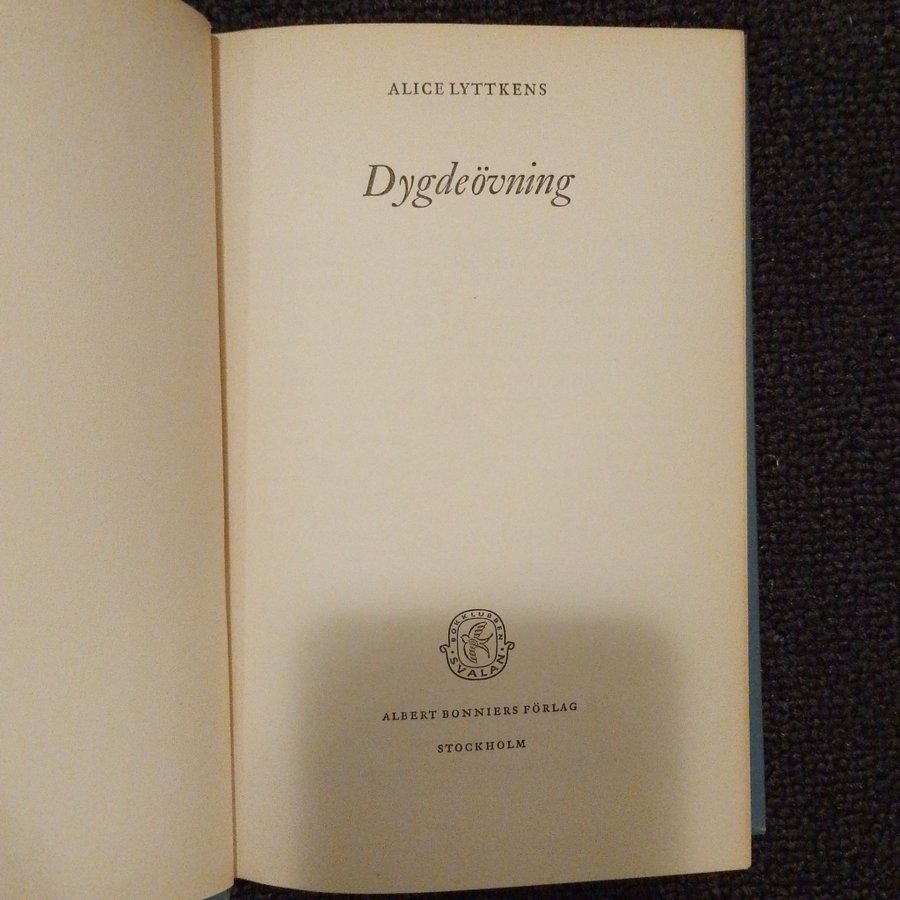 ALICE LYTTKENS
Dygdeövning
BOKKLUBBEN
SVALAN
ALBERT BONNIERS FÖRLAG
STOCKHOLM